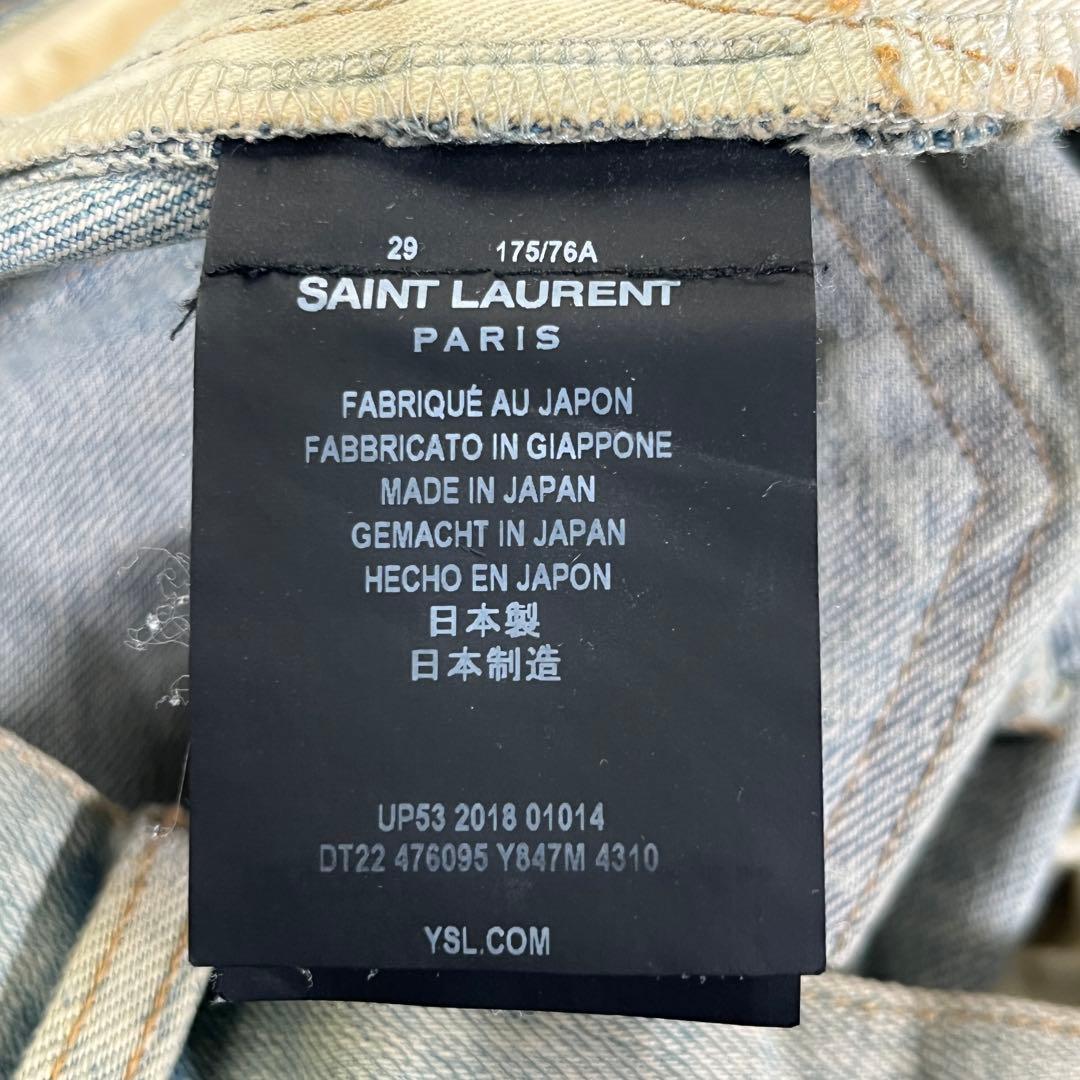 29 175/76A
SAINT LAURENT
PARIS
FABRIQUÉ AU JAPON
FABBRICATO IN GIAPPONE
MADE IN JAPAN
GEMACHT IN JAPAN
HECHO EN JAPON
日本製
日本制造
UP53 2018 01014
DT22 476095 Y847M 4310
YSL.COM